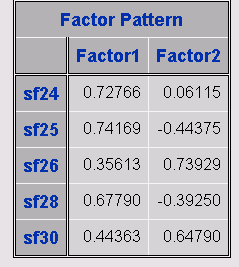 Factor Pattern
Factor1 Factor2
sf24 0.72766 0.06115
sf25 0.74169 -0.44375
sf26 0.35613 0.73929
sf28 0.67790 -0.39250
sf30 0.44363 0.64790